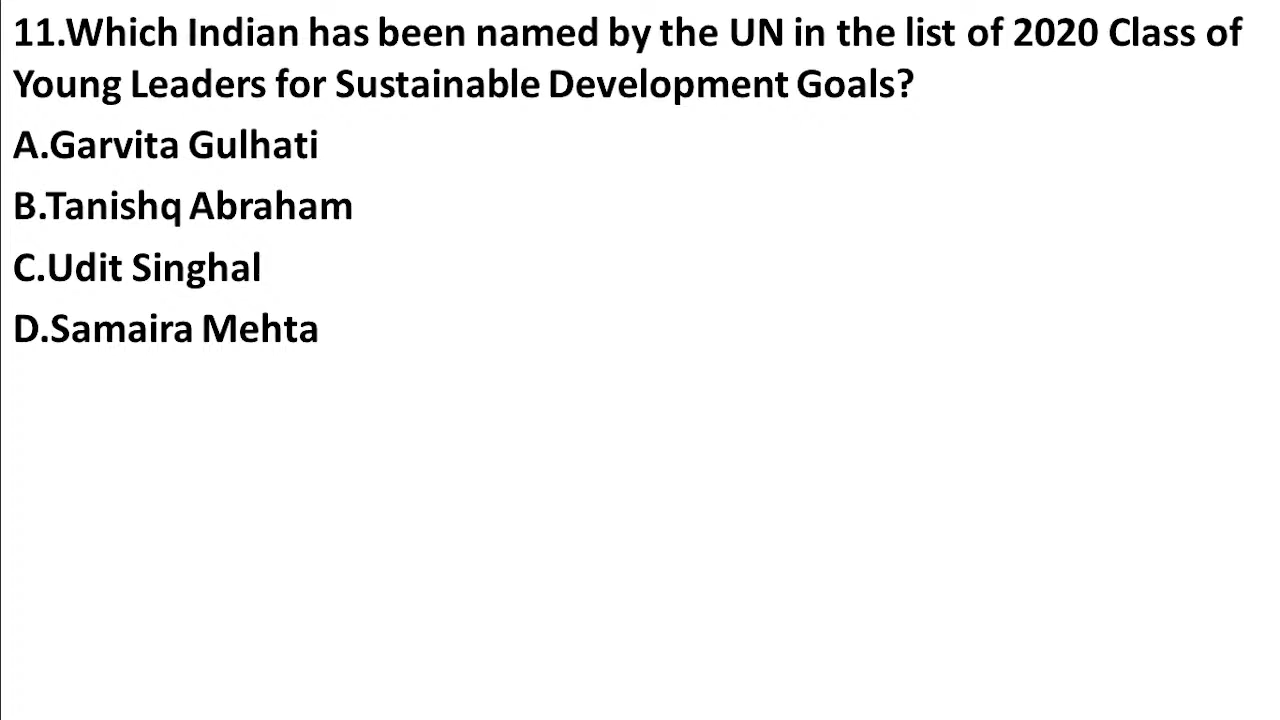 11.Which Indian has been named by the UN in the list of 2020 Class of
Young Leaders for Sustainable Development Goals?
A.Garvita Gulhati
B.Tanishq Abraham
C.Udit Singhal
D.Samaira Mehta